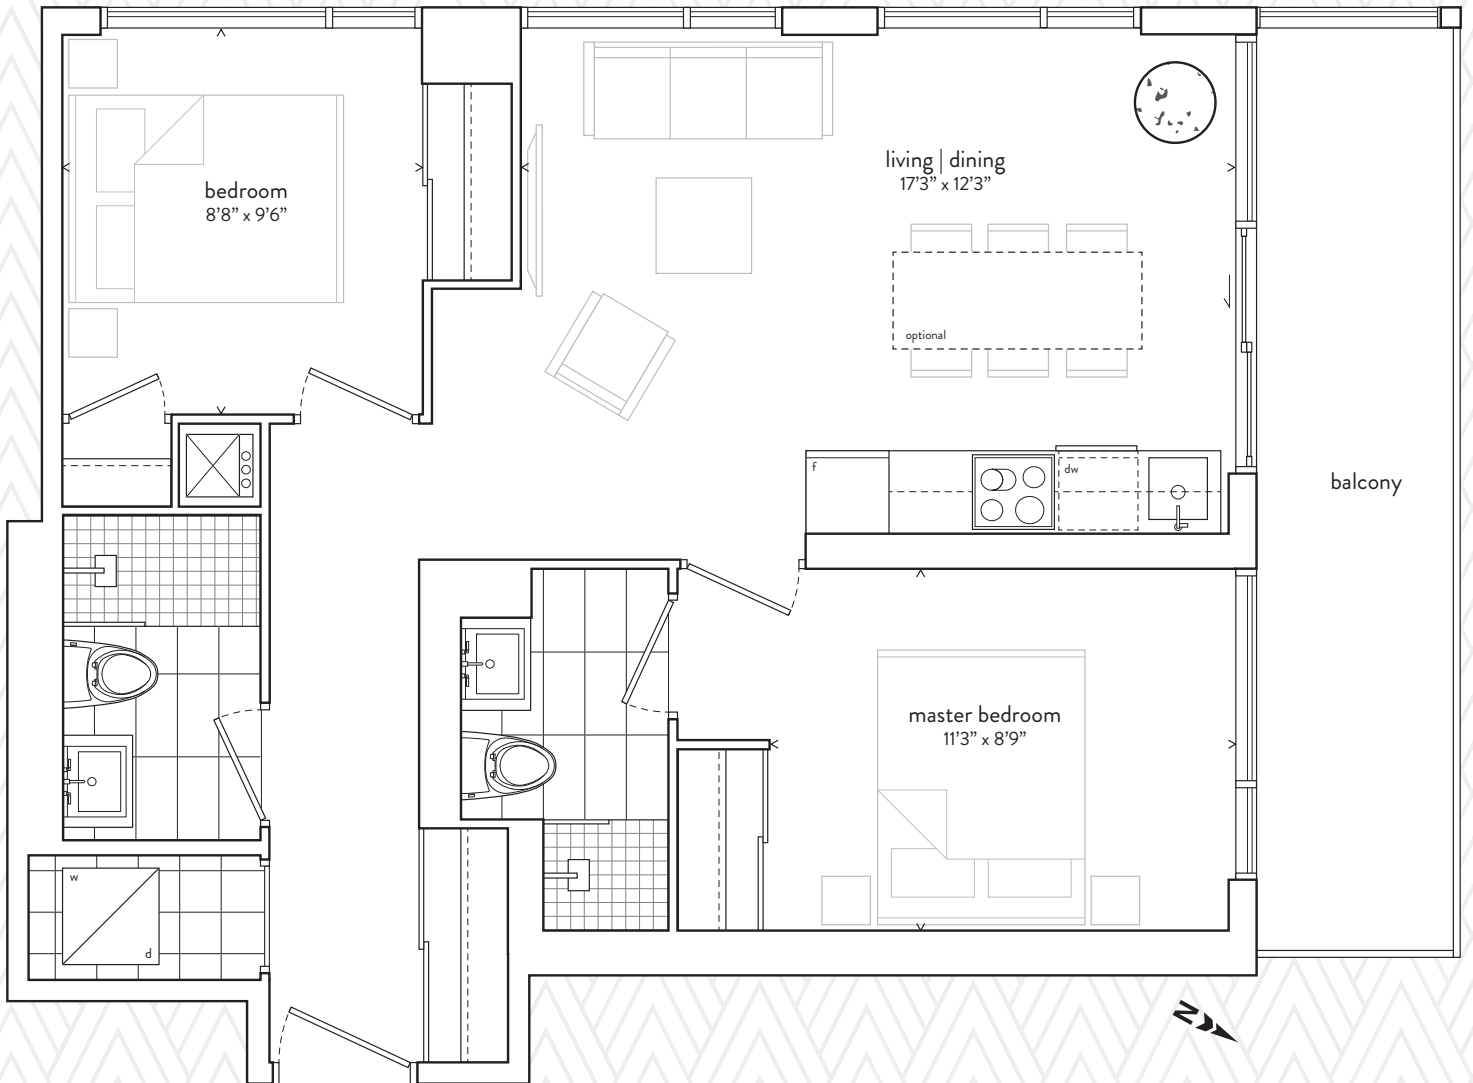 living | dining
17'3” x 12'3”
bedroom
8'8” x 9'6”
optional
f
dw
balcony
master bedroom
11'3” x 8'9”
w
d
N